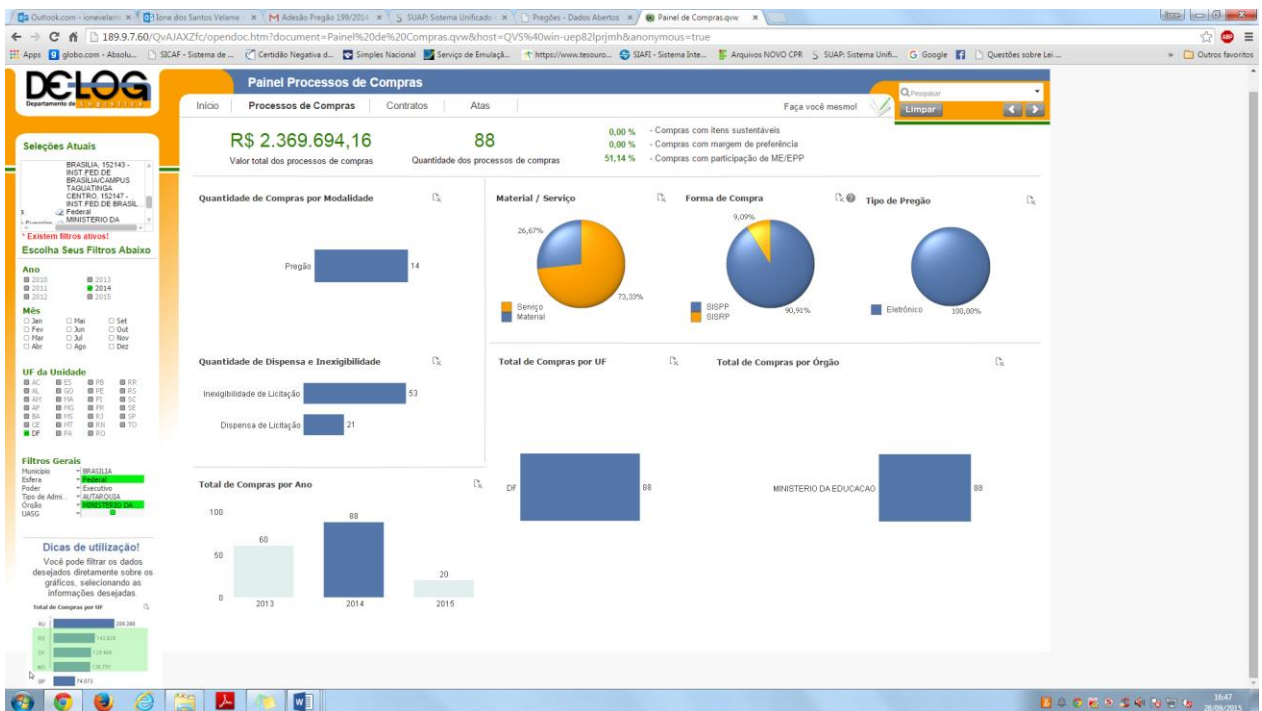 Outlook.com - ionevelam
Ione dos Santos Velame -
Adesão Pregão 199/2014
SUAP: Sistema Unificado
Pregões - Dados Abertos
Painel de Compras.qvw
189.9.7.60/QvAJAXZfc/opendoc.htm?document=Painel%20de%20Compras.qvw&host=QVS%40win-uep82lprjmh&anonymous=true
Apps
globo.com - Absolu...
SICAF - Sistema de ...
Certidão Negativa d...
Simples Nacional
Serviço de Emulaçã...
https://www.tesouro...
SIAFI - Sistema Inte...
Arquivos NOVO CPR
SUAP: Sistema Unifi...
Google
Questões sobre Lei ...
Outros favoritos
DELOG
Departamento de Logística
Painel Processos de Compras
Início
Processos de Compras
Contratos
Atas
Faça você mesmo!
Pesquisar
Limpar
R$ 2.369.694,16
Valor total dos processos de compras
88
Quantidade dos processos de compras
0,00 % - Compras com itens sustentáveis
0,00 % - Compras com margem de preferência
51,14 % - Compras com participação de ME/EPP
Seleções Atuais
BRASILIA, 152143 -
INST FED.DE
BRASILIA/CAMPUS
TAGUATINGA
CENTRO, 152147 -
INST FED DE BRASIL...
Federal
MINISTERIO DA
* Existem filtros ativos!
Escolha Seus Filtros Abaixo
Ano
2010 2013
2011 2014
2012 2015
Mês
Jan Mai Set
Fev Jun Out
Mar Jul Nov
Abr Ago Dez
UF da Unidade
AC ES PB RR
AL GO PE RS
AM MA PI SC
AP MG PR SE
BA MS RJ SP
CE MT RN TO
DF PA RO
Filtros Gerais
Município BRASILIA
Esfera Federal
Poder Executivo
Tipo de Admi... AUTARQUIA
Órgão MINISTERIO DA ...
UASG
Dicas de utilização!
Você pode filtrar os dados
desejados diretamente sobre os
gráficos, selecionando as
informações desejadas.
Total de Compras por UF
RJ
DF
SP 74.973
Quantidade de Compras por Modalidade
Pregão 14
Material / Serviço
26,67%
73,33%
Serviço
Material
Forma de Compra
9,09%
90,91%
SISPP
SISRP
Tipo de Pregão
Eletrônico
100,00%
Quantidade de Dispensa e Inexigibilidade
Inexigibilidade de Licitação 53
Dispensa de Licitação 21
Total de Compras por UF
DF 88
Total de Compras por Órgão
MINISTERIO DA EDUCACAO 88
Total de Compras por Ano
100
50
0
60
88
20
2013 2014 2015
16:47
28/09/2015